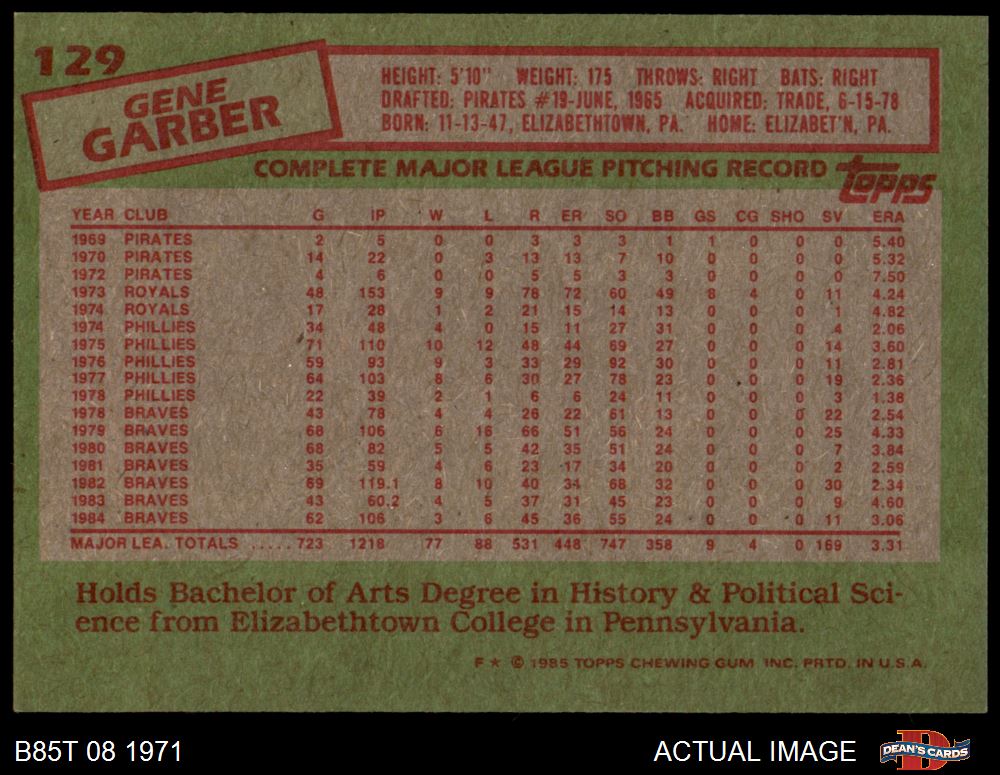 129
GENE
GARBER
HEIGHT: 5'10" WEIGHT: 175 THROWS: RIGHT BATS: RIGHT
DRAFTED: PIRATES #19-JUNE, 1965 ACQUIRED: TRADE, 6-15-78
BORN: 11-13-47, ELIZABETHTOWN, PA. HOME: ELIZABET'N, PA.
COMPLETE MAJOR LEAGUE PITCHING RECORD topps
YEAR CLUB G IP W L R ER SO BB GS CG SHO SV ERA
1969 PIRATES 2 5 0 0 3 3 3 1 1 0 0 0 5.40
1970 PIRATES 14 22 0 3 13 13 7 10 0 0 0 0 5.32
1972 PIRATES 4 6 0 0 5 5 3 3 0 0 0 0 7.50
1973 ROYALS 48 153 9 9 78 72 60 49 8 4 0 11 4.24
1974 ROYALS 17 28 1 2 21 15 14 13 0 0 0 1 4.82
1974 PHILLIES 34 48 4 0 15 11 27 31 0 0 0 4 2.06
1975 PHILLIES 71 110 10 12 48 44 69 27 0 0 0 14 3.60
1976 PHILLIES 59 93 9 3 33 29 92 30 0 0 0 11 2.81
1977 PHILLIES 64 103 8 6 30 27 78 23 0 0 0 19 2.36
1978 PHILLIES 22 39 2 1 6 6 24 11 0 0 0 3 1.38
1978 BRAVES 43 78 4 4 26 22 61 13 0 0 0 22 2.54
1979 BRAVES 68 106 6 16 66 51 56 24 0 0 0 25 4.33
1980 BRAVES 68 82 5 5 42 35 51 24 0 0 0 7 3.84
1981 BRAVES 35 59 4 6 23 17 34 20 0 0 0 2 2.59
1982 BRAVES 69 119.1 8 10 40 34 68 32 0 0 0 30 2.34
1983 BRAVES 43 60.2 4 5 37 31 45 23 0 0 0 9 4.60
1984 BRAVES 62 106 3 6 45 36 55 24 0 0 0 11 3.06
MAJOR LEA. TOTALS ..... 723 1218 77 88 531 448 747 358 9 4 0 169 3.31
Holds Bachelor of Arts Degree in History & Political Sci-
ence from Elizabethtown College in Pennsylvania.
F ★ © 1985 TOPPS CHEWING GUM INC. PRTD. IN U.S.A.
B85T 08 1971 ACTUAL IMAGE DEAN'S CARDS